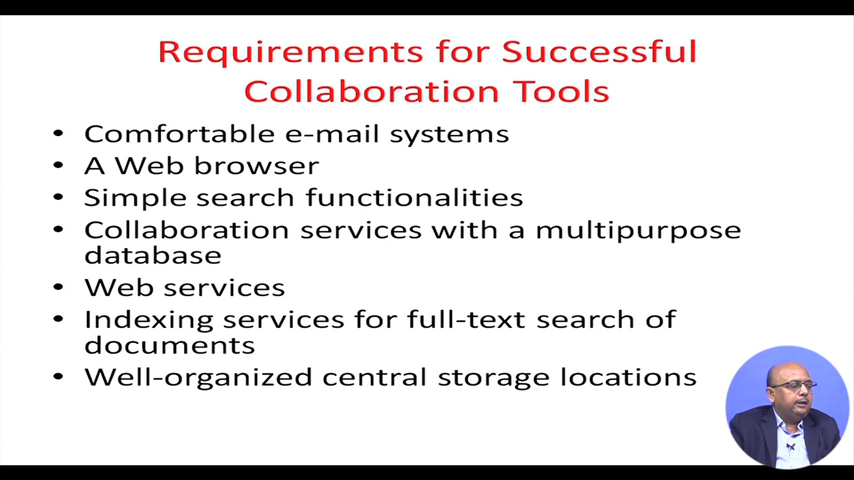 Requirements for Successful
Collaboration Tools
• Comfortable e-mail systems
• A Web browser
• Simple search functionalities
• Collaboration services with a multipurpose
database
• Web services
• Indexing services for full-text search of
documents
• Well-organized central storage locations